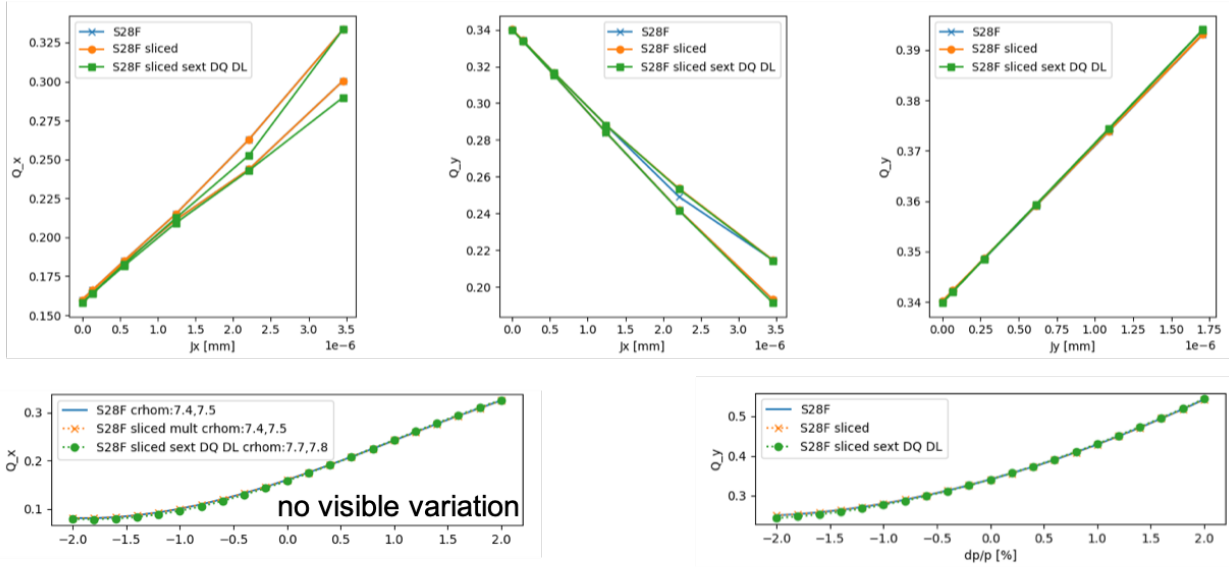 S28F
S28F sliced
S28F sliced sext DQ DL
0.325
0.300
0.275
0.250
0.225
0.200
0.175
0.150
Q_x
0.0 0.5 1.0 1.5 2.0 2.5 3.0 3.5
Jx [mm] 1e-6
S28F
S28F sliced
S28F sliced sext DQ DL
0.34
0.32
0.30
0.28
0.26
0.24
0.22
0.20
Q_y
0.0 0.5 1.0 1.5 2.0 2.5 3.0 3.5
Jx [mm] 1e-6
S28F
S28F sliced
S28F sliced sext DQ DL
0.39
0.38
0.37
0.36
0.35
0.34
Q_y
0.00 0.25 0.50 0.75 1.00 1.25 1.50 1.75
Jy [mm] 1e-6
S28F crhom:7.4,7.5
S28F sliced mult crhom:7.4,7.5
S28F sliced sext DQ DL crhom:7.7,7.8
0.3
0.2
0.1
Q_x
no visible variation
−2.0 −1.5 −1.0 −0.5 0.0 0.5 1.0 1.5 2.0
S28F
S28F sliced
S28F sliced sext DQ DL
0.5
0.4
0.3
Q_y
−2.0 −1.5 −1.0 −0.5 0.0 0.5 1.0 1.5 2.0
dp/p [%]